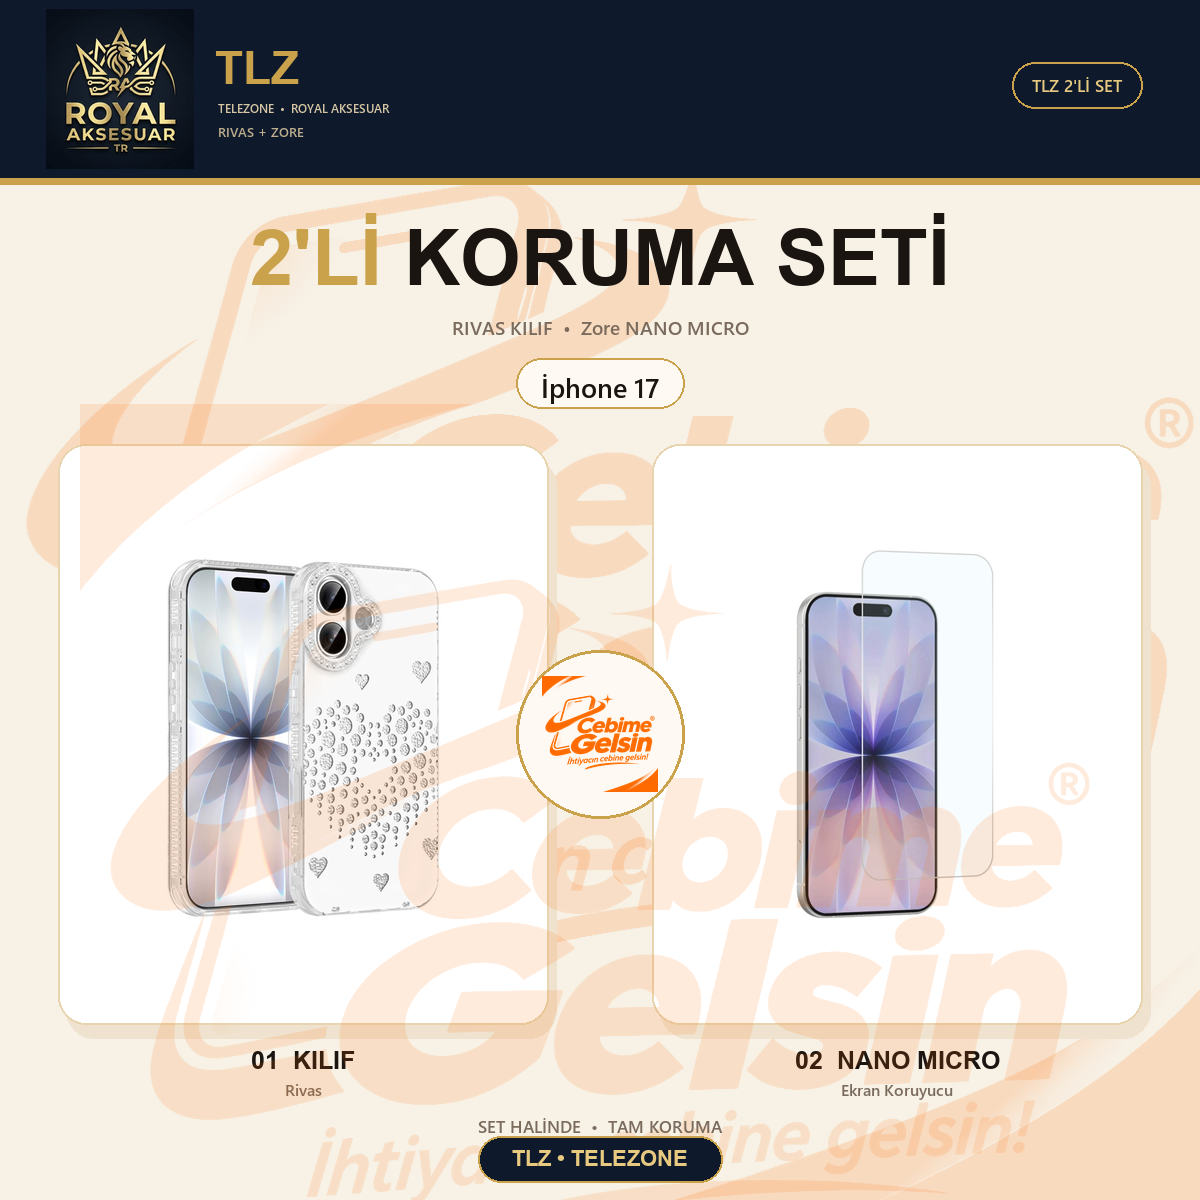 ROYAL
AKSESUAR
TR
TLZ
TELEZONE • ROYAL AKSESUAR
RIVAS + ZORE
TLZ 2'Lİ SET
2'Lİ KORUMA SETİ
RIVAS KILIF • Zore NANO MICRO
İphone 17
Cebime
Gelsin
İhtiyacın cebine gelsin!
®
Cebime®
Gelsin
01 KILIF
Rivas
02 NANO MICRO
Ekran Koruyucu
SET HALİNDE • TAM KORUMA
TLZ • TELEZONE